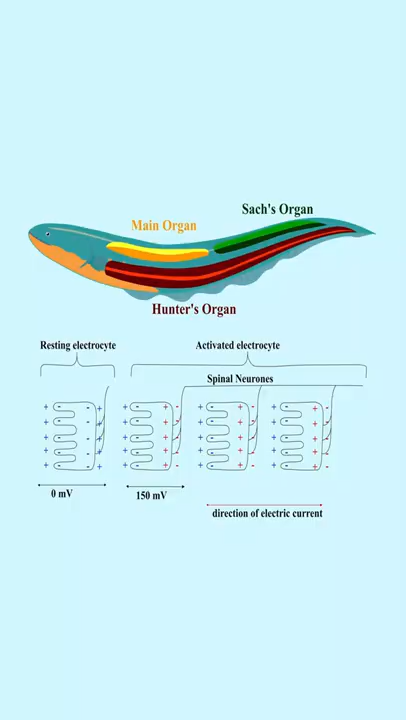 Sach's Organ
Main Organ
Hunter's Organ
Resting electrocyte
Activated electrocyte
Spinal Neurones
0 mV
150 mV
direction of electric current